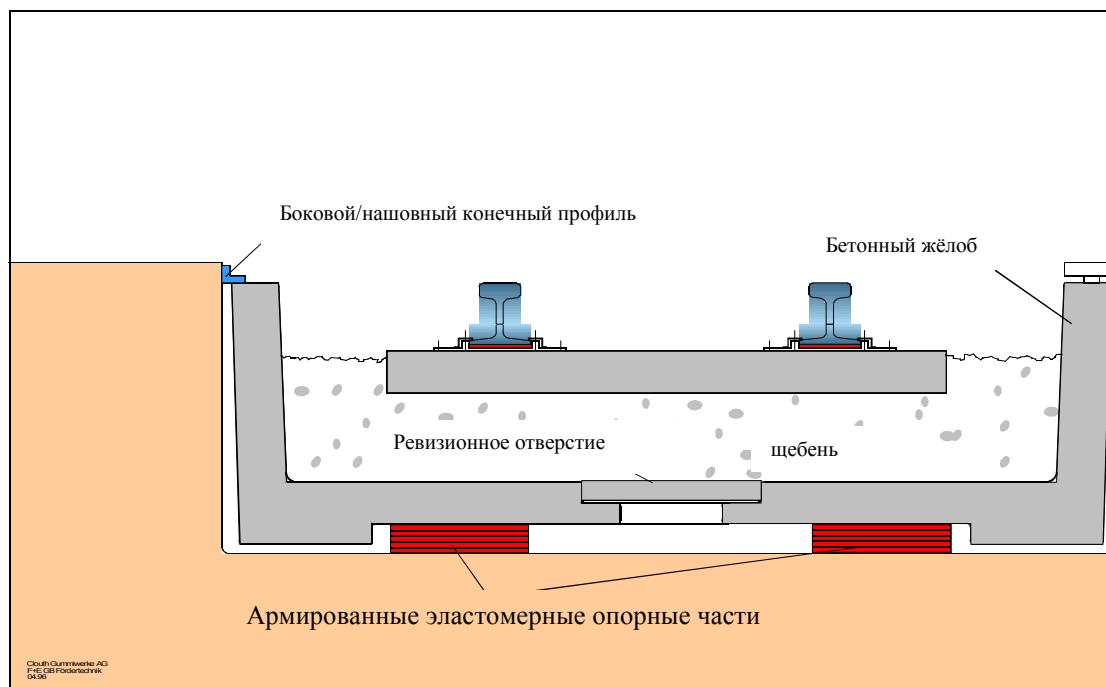 Боковой/нашовный конечный профиль
Бетонный жёлоб
Ревизионное отверстие
щебень
Армированные эластомерные опорные части
Clouth Gummiwerke AG
F+E GB Fördertechnik
04.96